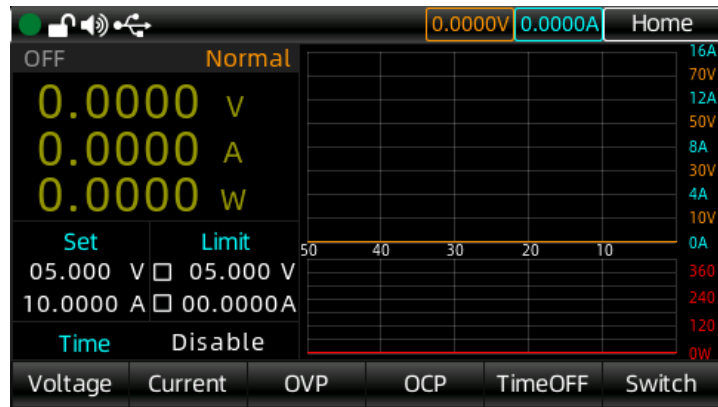 0.0000V 0.0000A Home
OFF Normal
0.0000 V
0.0000 A
0.0000 W
Set Limit
05.000 V 05.000 V
10.0000 A 00.0000A
Time Disable
16A
70V
12A
50V
8A
30V
4A
10V
0A
50 40 30 20 10
360
240
120
0W
Voltage Current OVP OCP TimeOFF Switch